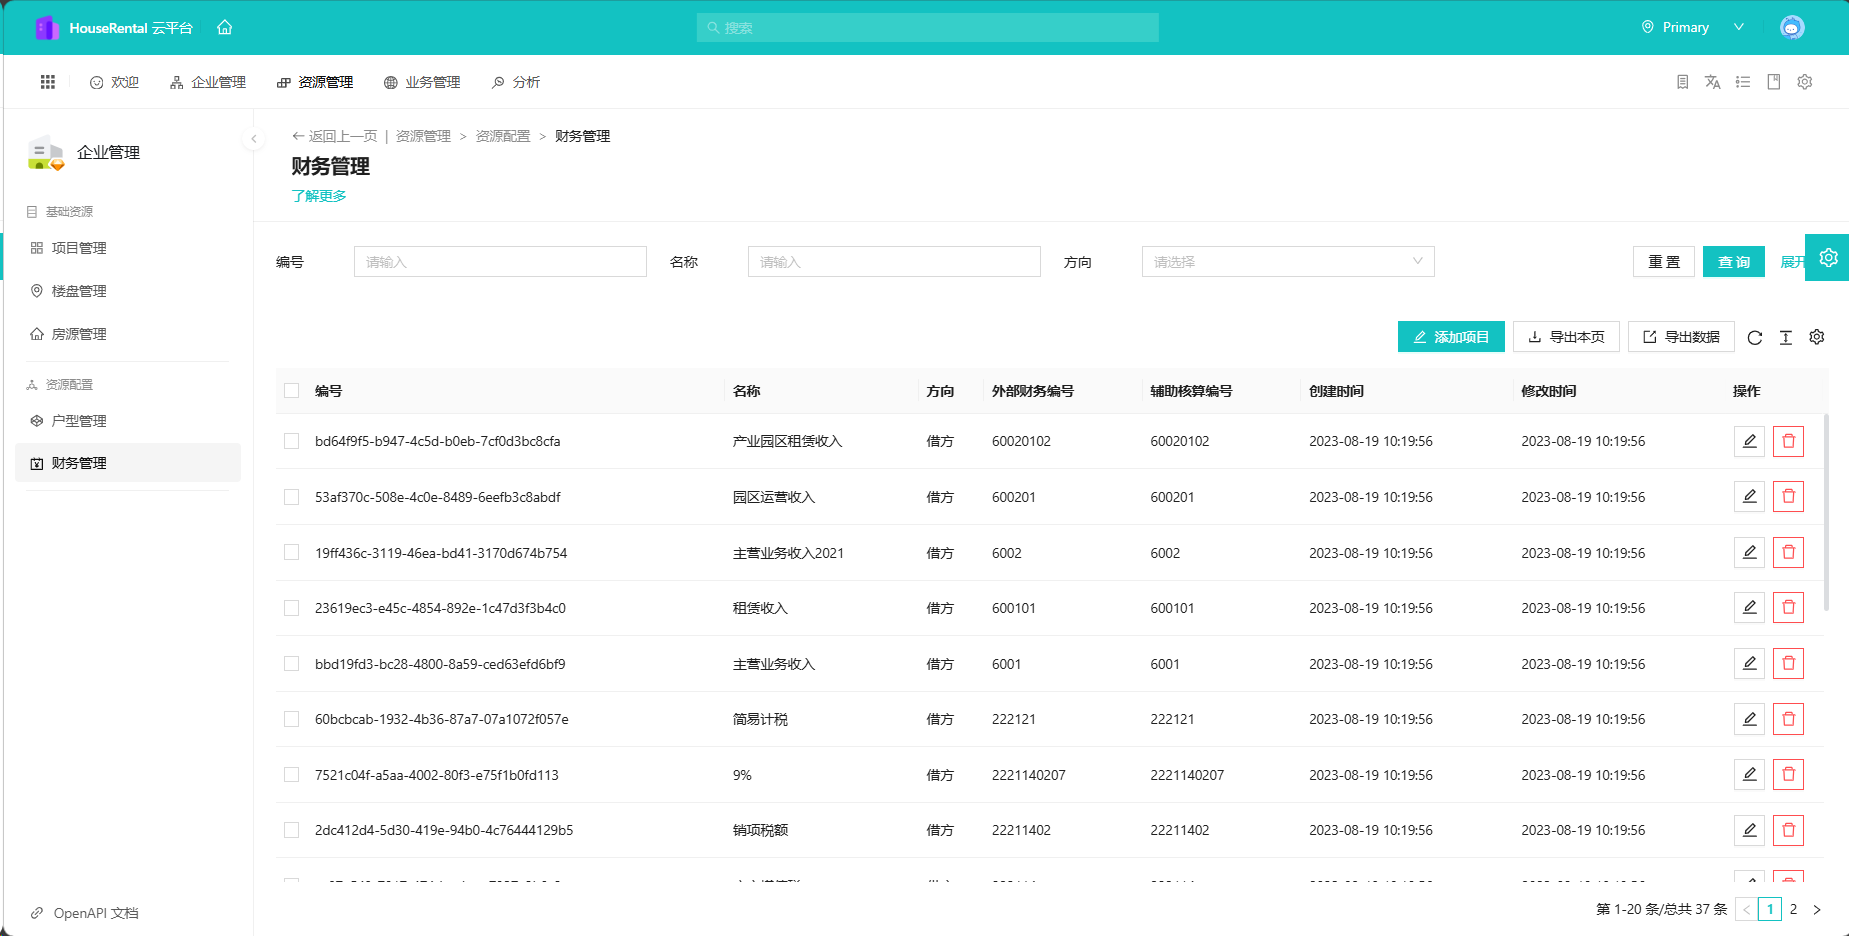 HouseRental 云平台
搜索
Primary
欢迎
企业管理
资源管理
业务管理
分析
企业管理
基础资源
项目管理
楼盘管理
房源管理
资源配置
户型管理
财务管理
OpenAPI 文档
返回上一页 | 资源管理 > 资源配置 > 财务管理
财务管理
了解更多
编号 请输入 名称 请输入 方向 请选择 重 置 查 询 展开
添加项目 导出本页 导出数据
编号 名称 方向 外部财务编号 辅助核算编号 创建时间 修改时间 操作
bd64f9f5-b947-4c5d-b0eb-7cf0d3bc8cfa 产业园区租赁收入 借方 60020102 60020102 2023-08-19 10:19:56 2023-08-19 10:19:56
53af370c-508e-4c0e-8489-6eefb3c8abdf 园区运营收入 借方 600201 600201 2023-08-19 10:19:56 2023-08-19 10:19:56
19ff436c-3119-46ea-bd41-3170d674b754 主营业务收入2021 借方 6002 6002 2023-08-19 10:19:56 2023-08-19 10:19:56
23619ec3-e45c-4854-892e-1c47d3f3b4c0 租赁收入 借方 600101 600101 2023-08-19 10:19:56 2023-08-19 10:19:56
bbd19fd3-bc28-4800-8a59-ced63efd6bf9 主营业务收入 借方 6001 6001 2023-08-19 10:19:56 2023-08-19 10:19:56
60bcbcab-1932-4b36-87a7-07a1072f057e 简易计税 借方 222121 222121 2023-08-19 10:19:56 2023-08-19 10:19:56
7521c04f-a5aa-4002-80f3-e75f1b0fd113 9% 借方 2221140207 2221140207 2023-08-19 10:19:56 2023-08-19 10:19:56
2dc412d4-5d30-419e-94b0-4c76444129b5 销项税额 借方 22211402 22211402 2023-08-19 10:19:56 2023-08-19 10:19:56
第 1-20 条/总共 37 条 < 1 2 >